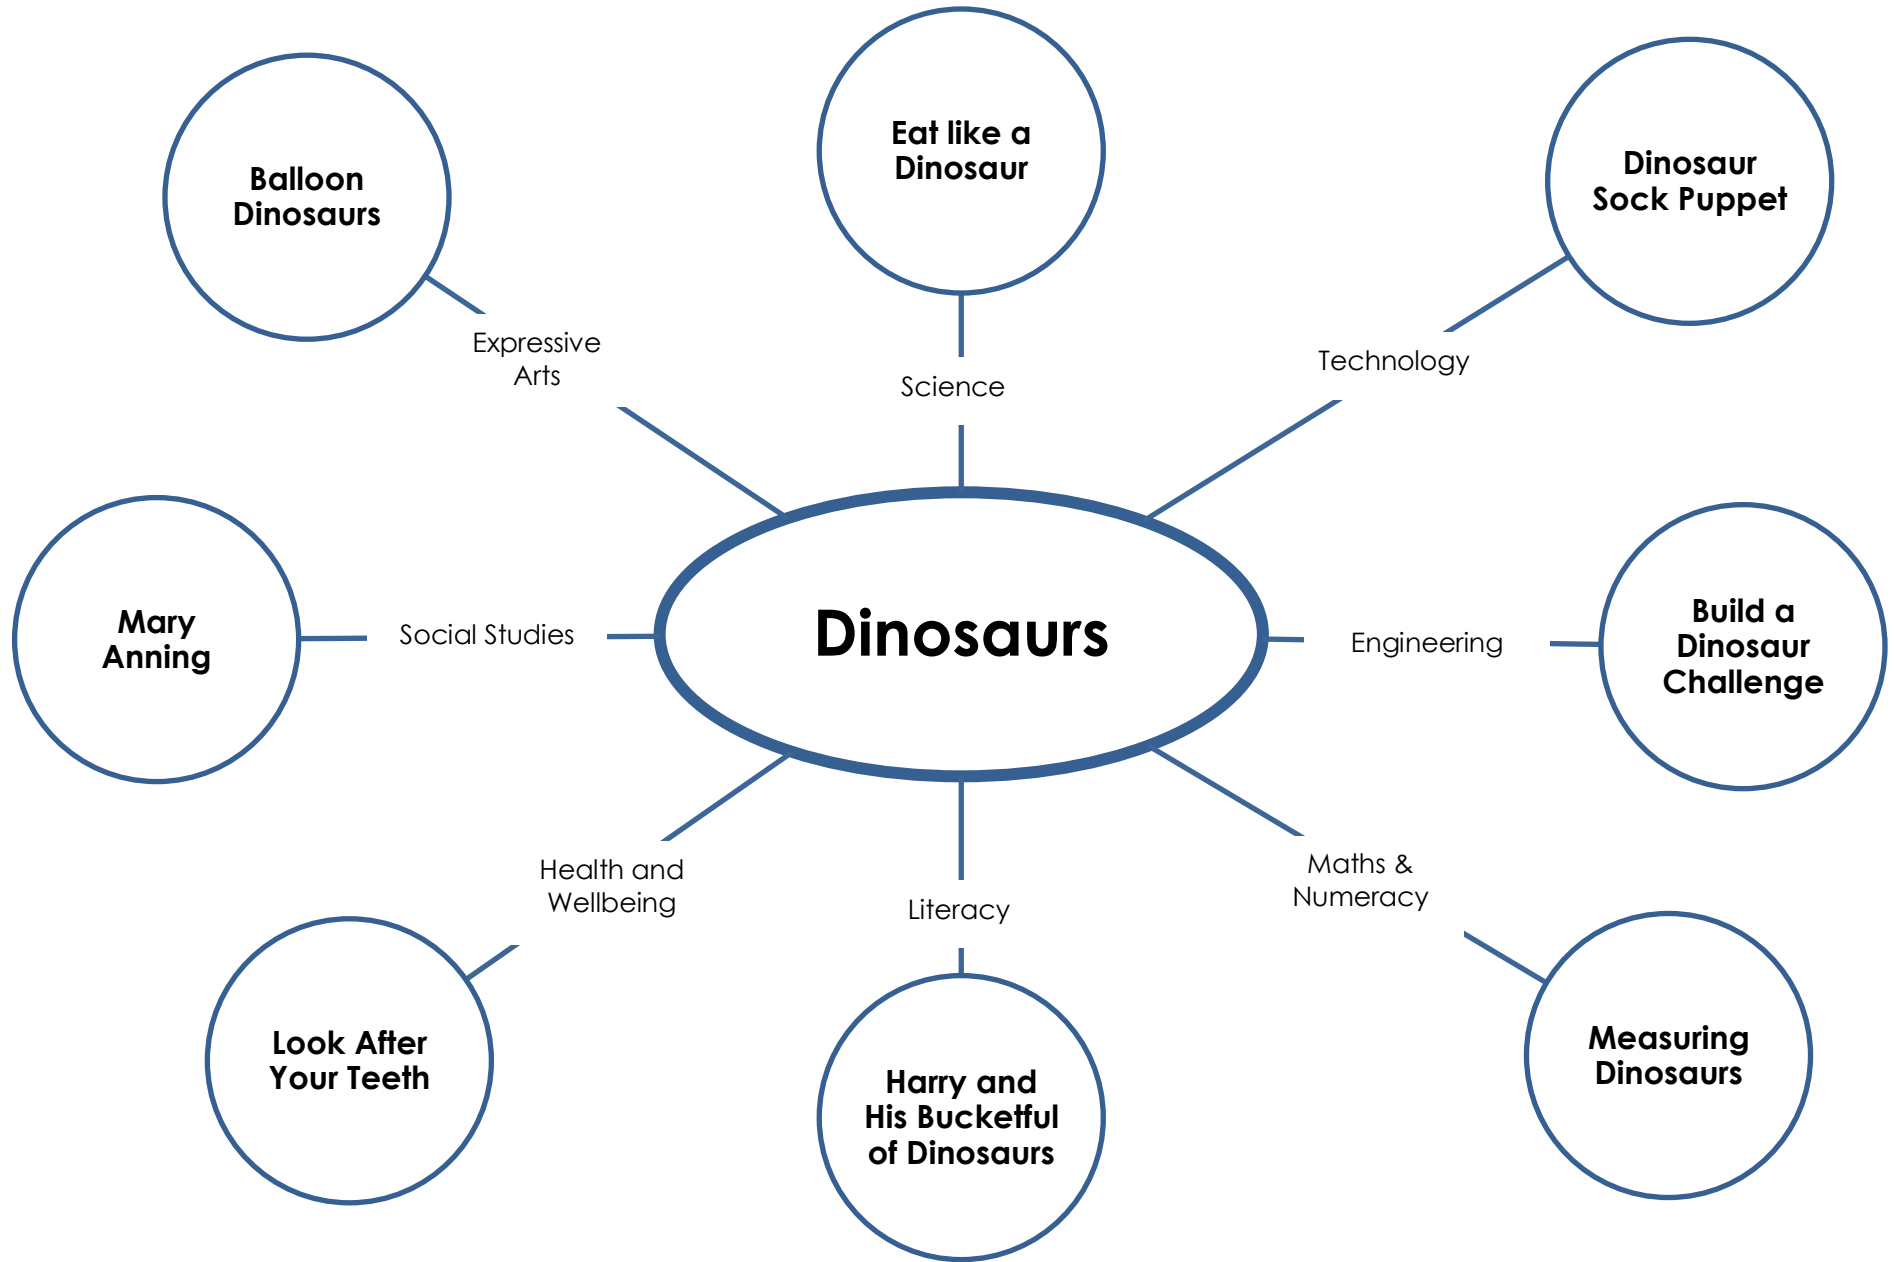 Balloon
Dinosaurs
Eat like a
Dinosaur
Dinosaur
Sock Puppet
Expressive
Arts
Science
Technology
Mary
Anning
Social Studies
Dinosaurs
Engineering
Build a
Dinosaur
Challenge
Health and
Wellbeing
Literacy
Maths &
Numeracy
Look After
Your Teeth
Harry and
His Bucketful
of Dinosaurs
Measuring
Dinosaurs